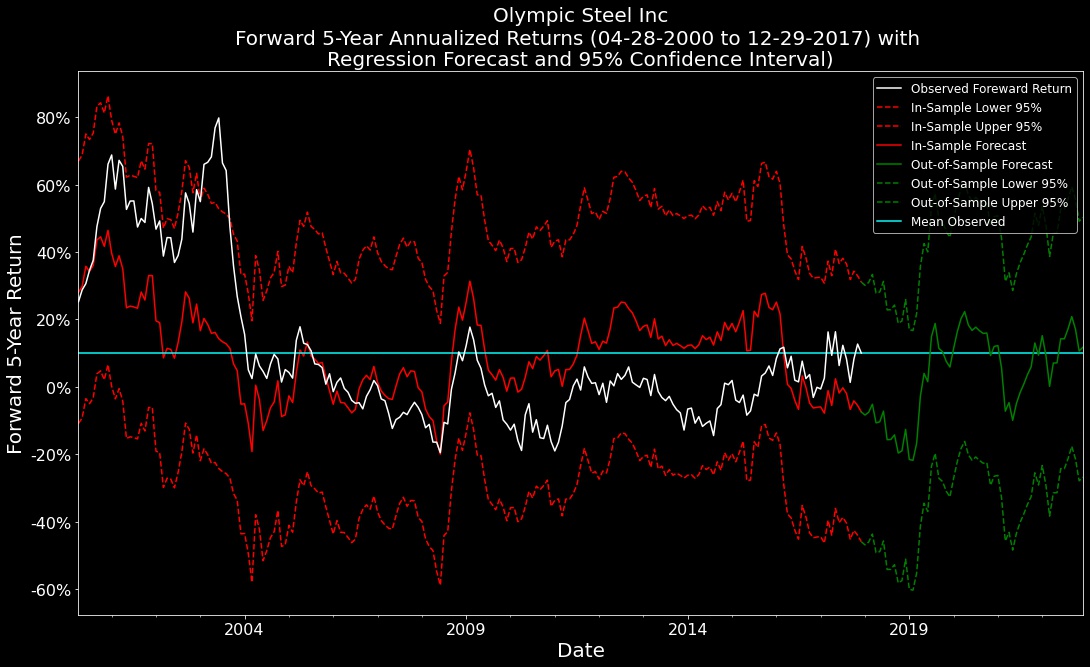 Olympic Steel Inc
Forward 5-Year Annualized Returns (04-28-2000 to 12-29-2017) with
Regression Forecast and 95% Confidence Interval)
Observed Foreward Return
In-Sample Lower 95%
In-Sample Upper 95%
In-Sample Forecast
Out-of-Sample Forecast
Out-of-Sample Lower 95%
Out-of-Sample Upper 95%
Mean Observed
Forward 5-Year Return
80%
60%
40%
20%
0%
-20%
-40%
-60%
2004
2009
2014
2019
Date